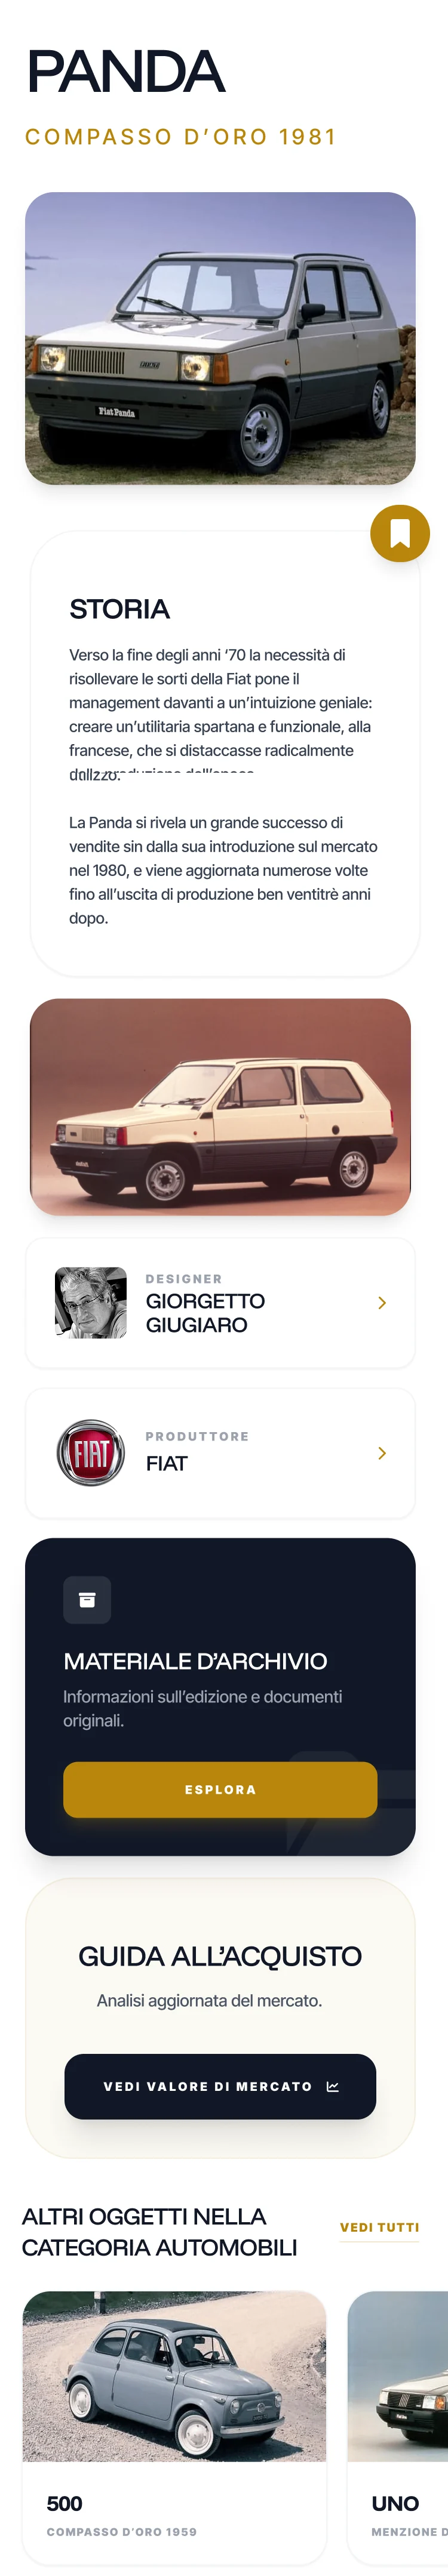 PANDA
COMPASSO D’ORO 1981
FIAT
Fiat Panda
STORIA
Verso la fine degli anni ‘70 la necessità di
risollevare le sorti della Fiat pone il
management davanti a un’intuizione geniale:
creare un’utilitaria spartana e funzionale, alla
francese, che si distaccasse radicalmente
La Panda si rivela un grande successo di
vendite sin dalla sua introduzione sul mercato
nel 1980, e viene aggiornata numerose volte
fino all’uscita di produzione ben ventitrè anni
dopo.
DESIGNER
GIORGETTO
GIUGIARO
FIAT
PRODUTTORE
FIAT
MATERIALE D’ARCHIVIO
Informazioni sull’edizione e documenti
originali.
ESPLORA
GUIDA ALL’ACQUISTO
Analisi aggiornata del mercato.
VEDI VALORE DI MERCATO
ALTRI OGGETTI NELLA
CATEGORIA AUTOMOBILI
VEDI TUTTI
500
COMPASSO D’ORO 1959
UNO
MENZIONE D